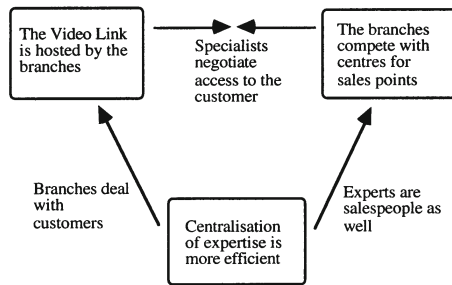 The Video Link
is hosted by the
branches
Specialists
negotiate
access to the
customer
The branches
compete with
centres for
sales points
Branches deal
with
customers
Centralisation
of expertise is
more efficient
Experts are
salespeople as
well